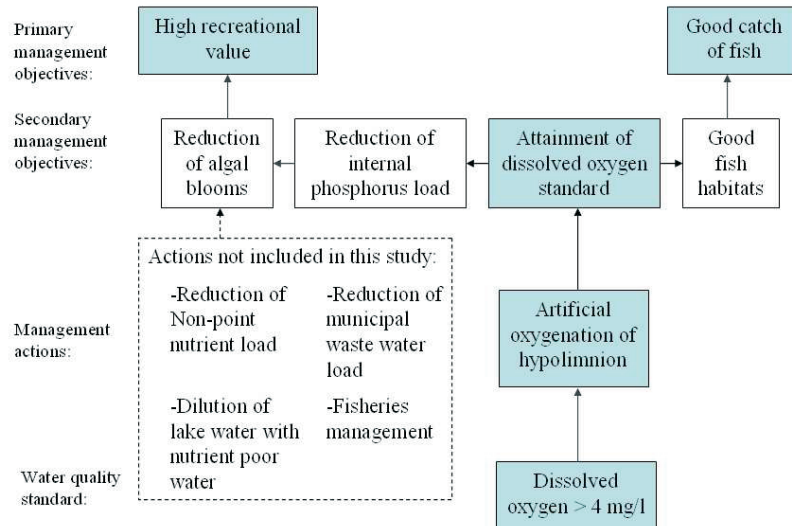 Primary
management
objectives:
High recreational
value
Good catch
of fish
Secondary
management
objectives:
Reduction
of algal
blooms
Reduction of
internal
phosphorus load
Attainment of
dissolved oxygen
standard
Good
fish
habitats
Actions not included in this study:
-Reduction of
Non-point
nutrient load
-Reduction of
municipal
waste water
load
-Dilution of
lake water with
nutrient poor
water
-Fisheries
management
Management
actions:
Artificial
oxygenation of
hypolimnion
Water quality
standard:
Dissolved
oxygen > 4 mg/l